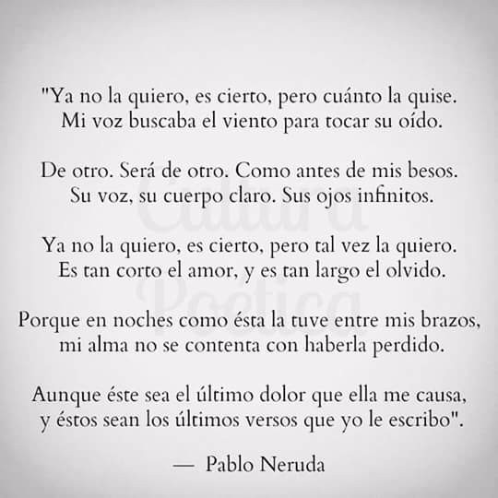 "Ya no la quiero, es cierto, pero cuánto la quise.
Mi voz buscaba el viento para tocar su oído.
De otro. Será de otro. Como antes de mis besos.
Su voz, su cuerpo claro. Sus ojos infinitos.
Ya no la quiero, es cierto, pero tal vez la quiero.
Es tan corto el amor, y es tan largo el olvido.
Porque en noches como ésta la tuve entre mis brazos,
mi alma no se contenta con haberla perdido.
Aunque éste sea el último dolor que ella me causa,
y éstos sean los últimos versos que yo le escribo".
— Pablo Neruda
Cultura
Poética